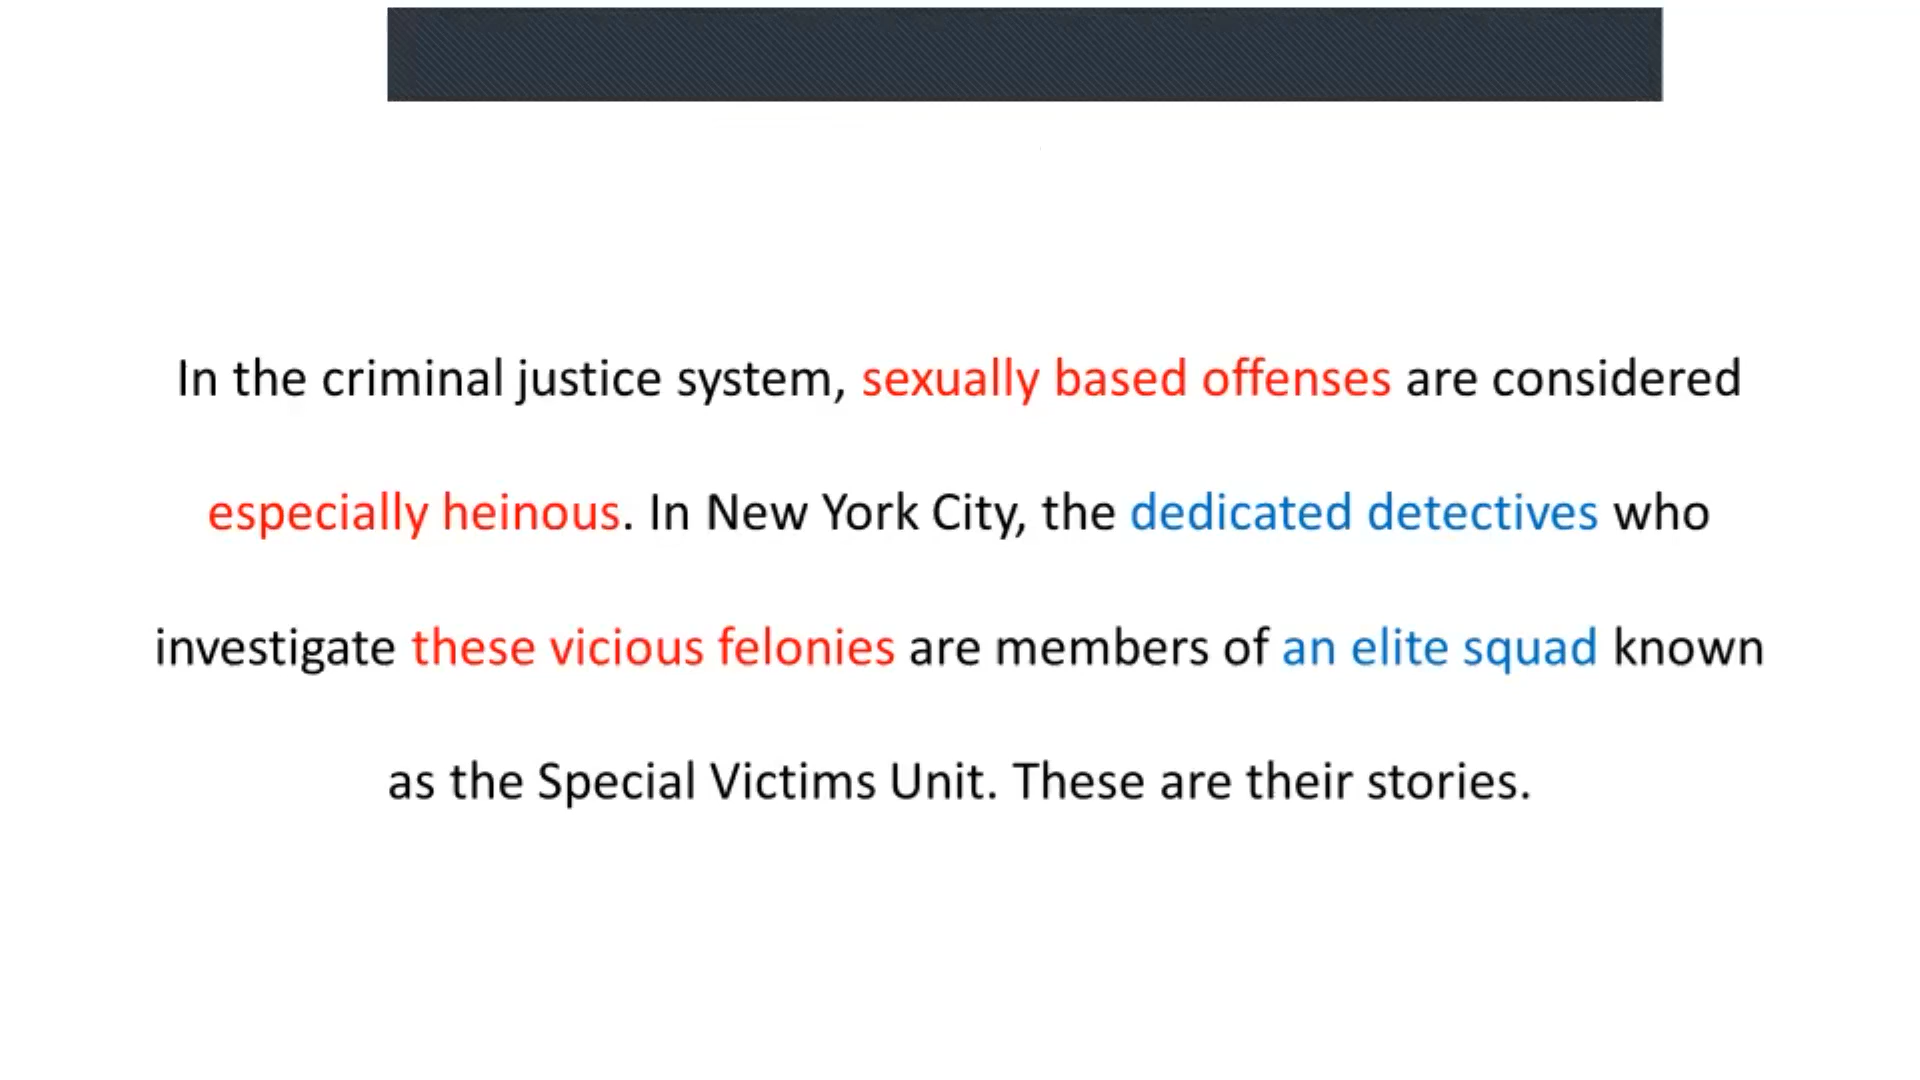 In the criminal justice system, sexually based offenses are considered
especially heinous. In New York City, the dedicated detectives who
investigate these vicious felonies are members of an elite squad known
as the Special Victims Unit. These are their stories.